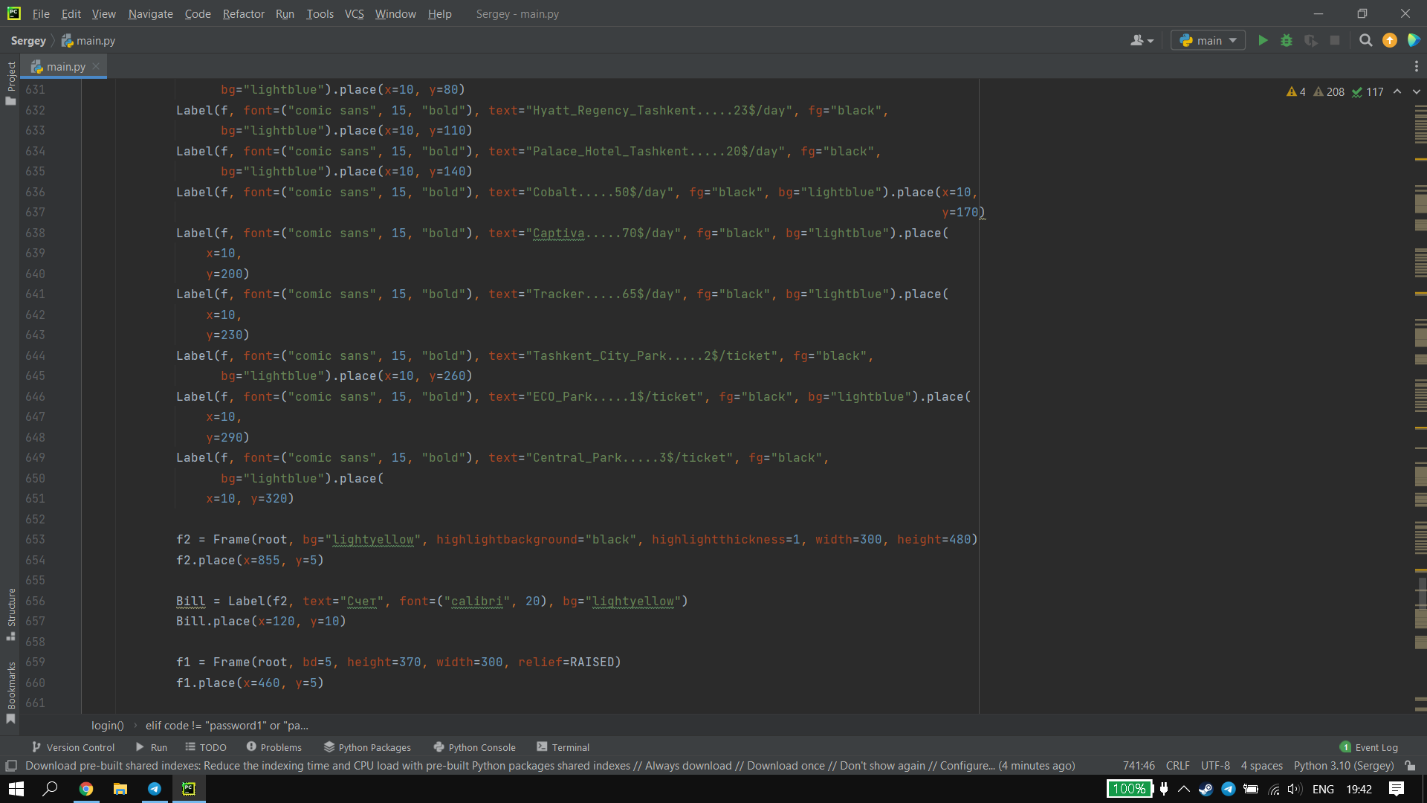 File Edit View Navigate Code Refactor Run Tools VCS Window Help Sergey - main.py
Sergey main.py main
main.py
Project
4 208 117
631 bg="lightblue").place(x=10, y=80)
632 Label(f, font=("comic sans", 15, "bold"), text="Hyatt_Regency_Tashkent.....23$/day", fg="black",
633 bg="lightblue").place(x=10, y=110)
634 Label(f, font=("comic sans", 15, "bold"), text="Palace_Hotel_Tashkent.....20$/day", fg="black",
635 bg="lightblue").place(x=10, y=140)
636 Label(f, font=("comic sans", 15, "bold"), text="Cobalt.....50$/day", fg="black", bg="lightblue").place(x=10,
637 y=170)
638 Label(f, font=("comic sans", 15, "bold"), text="Captiva.....70$/day", fg="black", bg="lightblue").place(
639 x=10,
640 y=200)
641 Label(f, font=("comic sans", 15, "bold"), text="Tracker.....65$/day", fg="black", bg="lightblue").place(
642 x=10,
643 y=230)
644 Label(f, font=("comic sans", 15, "bold"), text="Tashkent_City_Park.....2$/ticket", fg="black",
645 bg="lightblue").place(x=10, y=260)
646 Label(f, font=("comic sans", 15, "bold"), text="ECO_Park.....1$/ticket", fg="black", bg="lightblue").place(
647 x=10,
648 y=290)
649 Label(f, font=("comic sans", 15, "bold"), text="Central_Park.....3$/ticket", fg="black",
650 bg="lightblue").place(
651 x=10, y=320)
652
653 f2 = Frame(root, bg="lightyellow", highlightbackground="black", highlightthickness=1, width=300, height=480)
654 f2.place(x=855, y=5)
655
656 Bill = Label(f2, text="Счет", font=("calibri", 20), bg="lightyellow")
657 Bill.place(x=120, y=10)
658
659 f1 = Frame(root, bd=5, height=370, width=300, relief=RAISED)
660 f1.place(x=460, y=5)
661
Structure
Bookmarks
login() elif code != "password1" or "pa...
Version Control Run TODO Problems Python Packages Python Console Terminal 1 Event Log
Download pre-built shared indexes: Reduce the indexing time and CPU load with pre-built Python packages shared indexes // Always download // Download once // Don't show again // Configure... (4 minutes ago) 741:46 CRLF UTF-8 4 spaces Python 3.10 (Sergey)
100% ENG 19:42